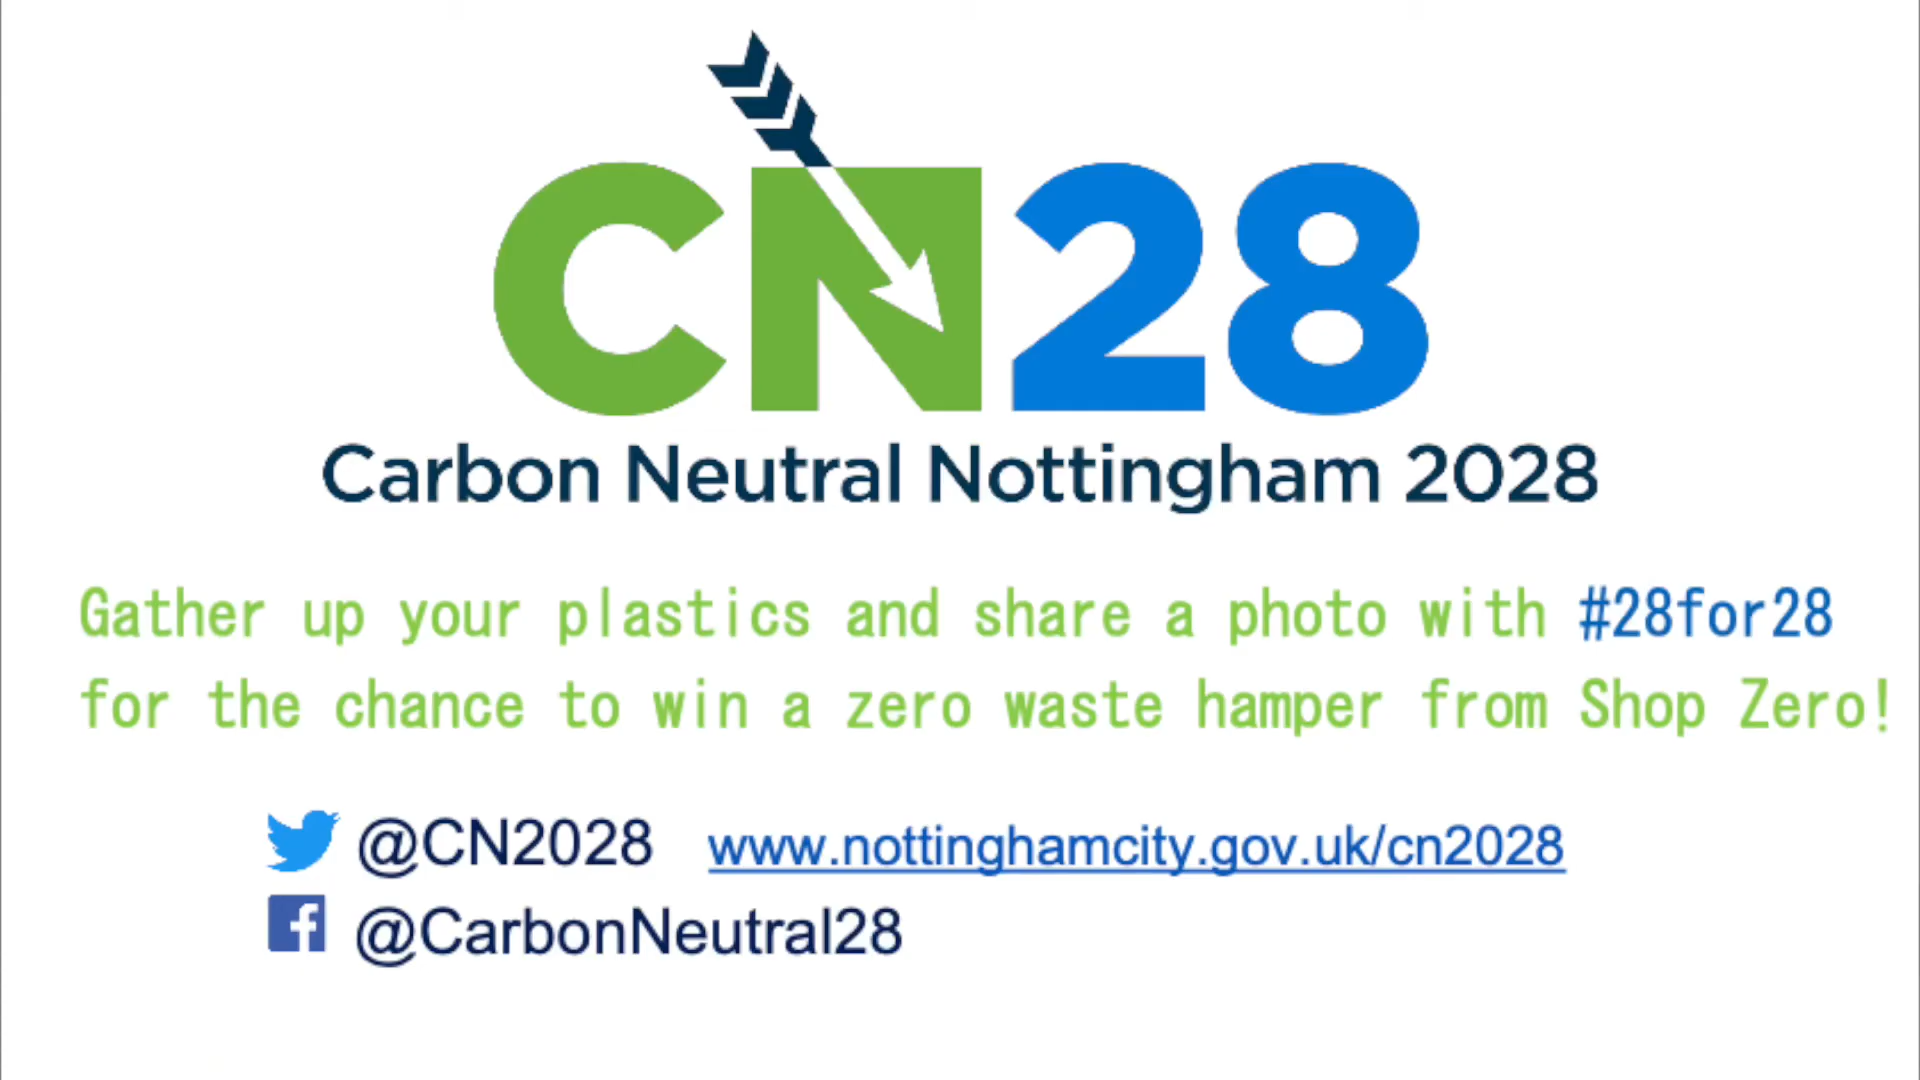 CN28
Carbon Neutral Nottingham 2028
Gather up your plastics and share a photo with #28for28
for the chance to win a zero waste hamper from Shop Zero!
@CN2028 www.nottinghamcity.gov.uk/cn2028
@CarbonNeutral28